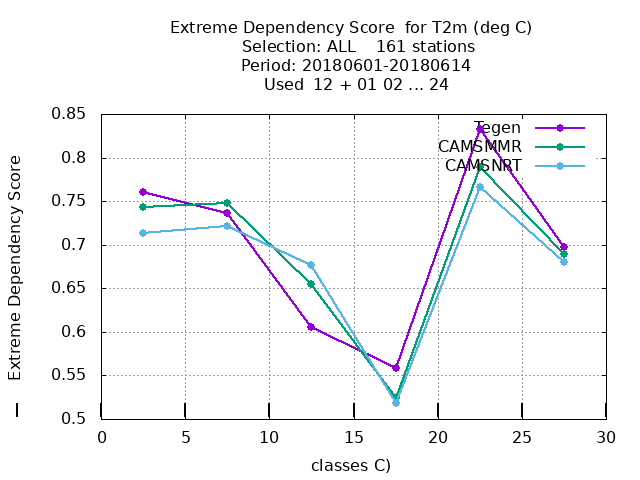 Extreme Dependency Score  for T2m (deg C)
Selection: ALL    161 stations
Period: 20180601-20180614
Used  12 + 01 02 ... 24
Tegen
CAMSMMR
CAMSNRT
0.85
0.8
0.75
0.7
0.65
0.6
0.55
0.5
Extreme Dependency Score
0
5
10
15
20
25
30
classes C)